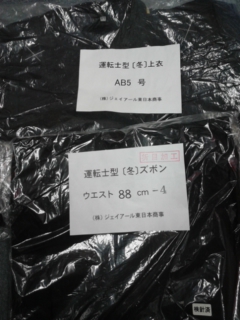 運転士型〔冬〕上衣
AB5 号
(株)ジェイアール東日本商事
運転士型〔冬〕ズボン
ウエスト 88 cm -4
(株)ジェイアール東日本商事